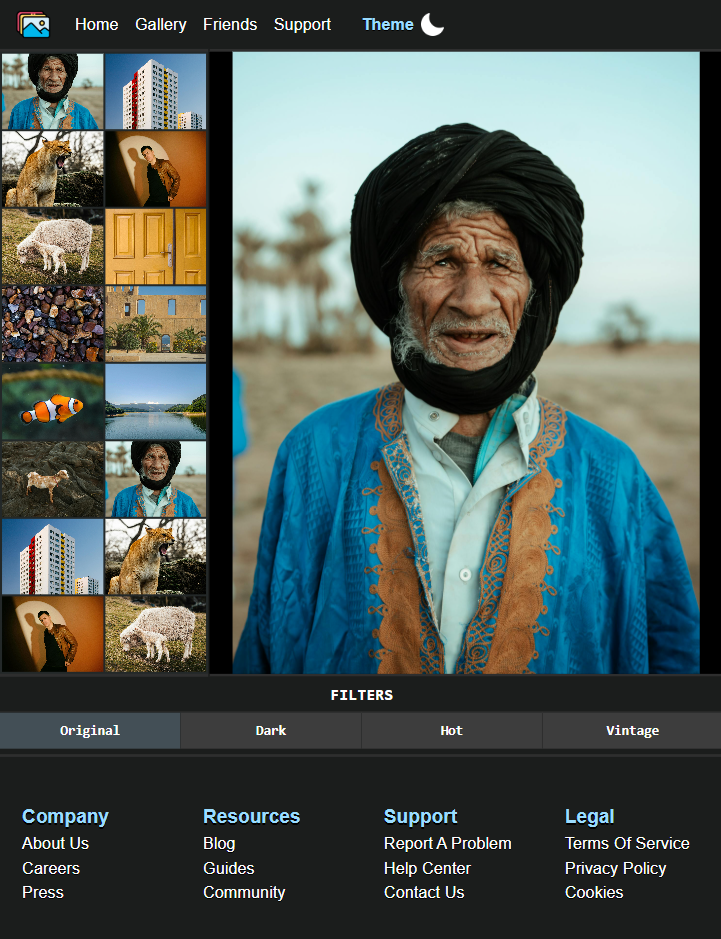 Home Gallery Friends Support Theme
FILTERS
Original Dark Hot Vintage
Company Resources Support Legal
About Us Blog Report A Problem Terms Of Service
Careers Guides Help Center Privacy Policy
Press Community Contact Us Cookies